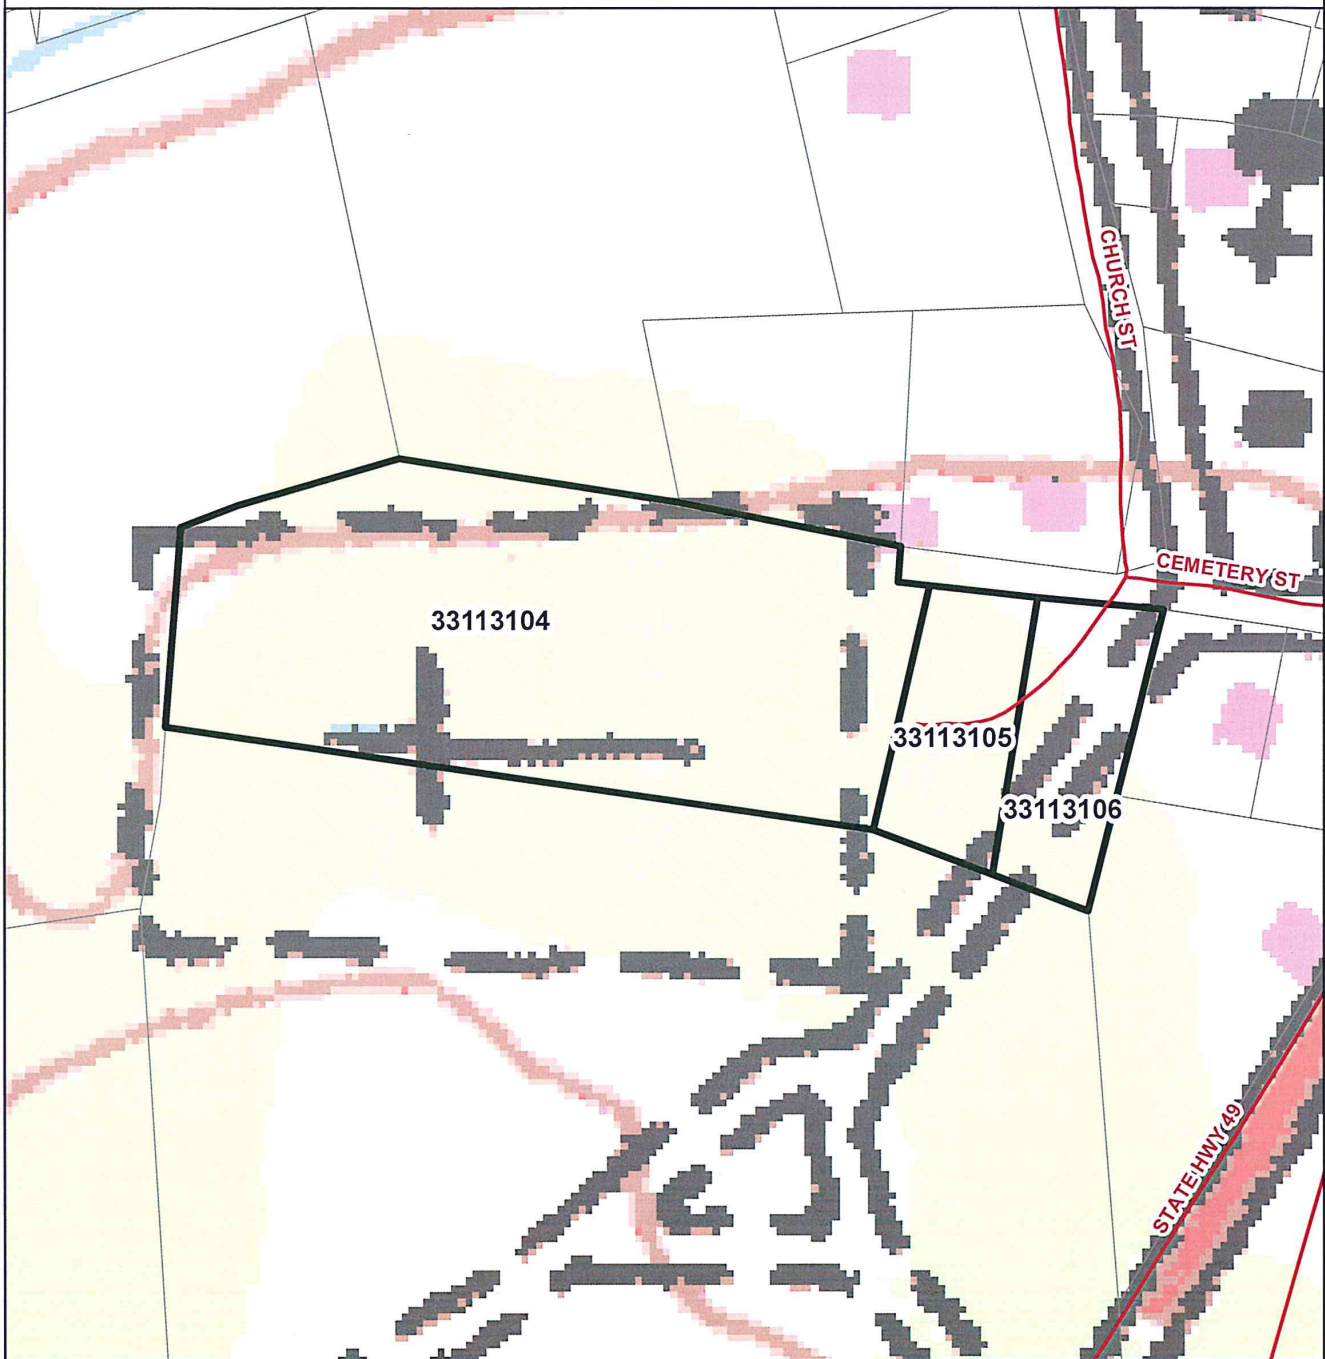 CHURCH ST
CEMETERY ST
33113104
33113105
33113106
STATE HWY 49